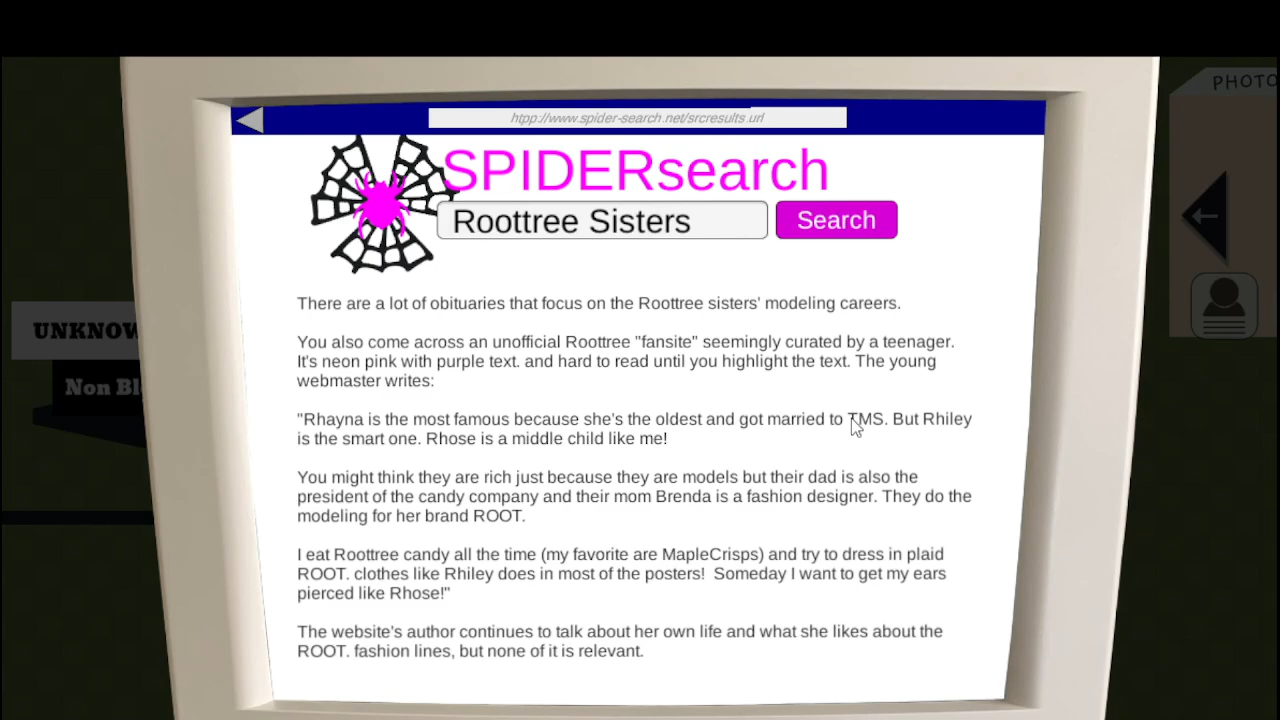 PHOTO
htpp://www.spider-search.net/srcresults.url
SPIDERsearch
Roottree Sisters
Search
There are a lot of obituaries that focus on the Roottree sisters' modeling careers.
You also come across an unofficial Roottree "fansite" seemingly curated by a teenager.
It's neon pink with purple text. and hard to read until you highlight the text. The young
webmaster writes:
"Rhayna is the most famous because she's the oldest and got married to TMS. But Rhiley
is the smart one. Rhose is a middle child like me!
You might think they are rich just because they are models but their dad is also the
president of the candy company and their mom Brenda is a fashion designer. They do the
modeling for her brand ROOT.
I eat Roottree candy all the time (my favorite are MapleCrisps) and try to dress in plaid
ROOT. clothes like Rhiley does in most of the posters!  Someday I want to get my ears
pierced like Rhose!"
The website's author continues to talk about her own life and what she likes about the
ROOT. fashion lines, but none of it is relevant.
UNKNOW
Non Bl